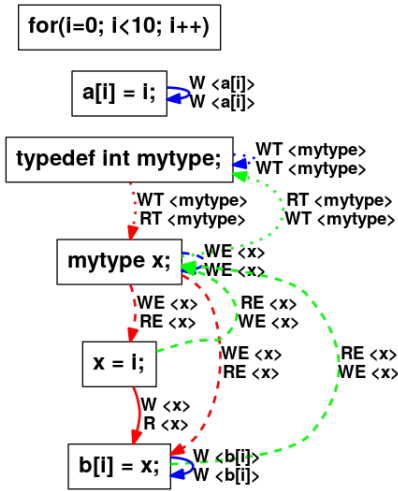 for(i=0; i<10; i++)
a[i] = i;
W <a[i]>
W <a[i]>
typedef int mytype;
WT <mytype>
WT <mytype>
WT <mytype>
RT <mytype>
RT <mytype>
WT <mytype>
mytype x;
WE <x>
WE <x>
WE <x>
RE <x>
RE <x>
WE <x>
x = i;
WE <x>
RE <x>
RE <x>
WE <x>
W <x>
R <x>
b[i] = x;
W <b[i]>
W <b[i]>